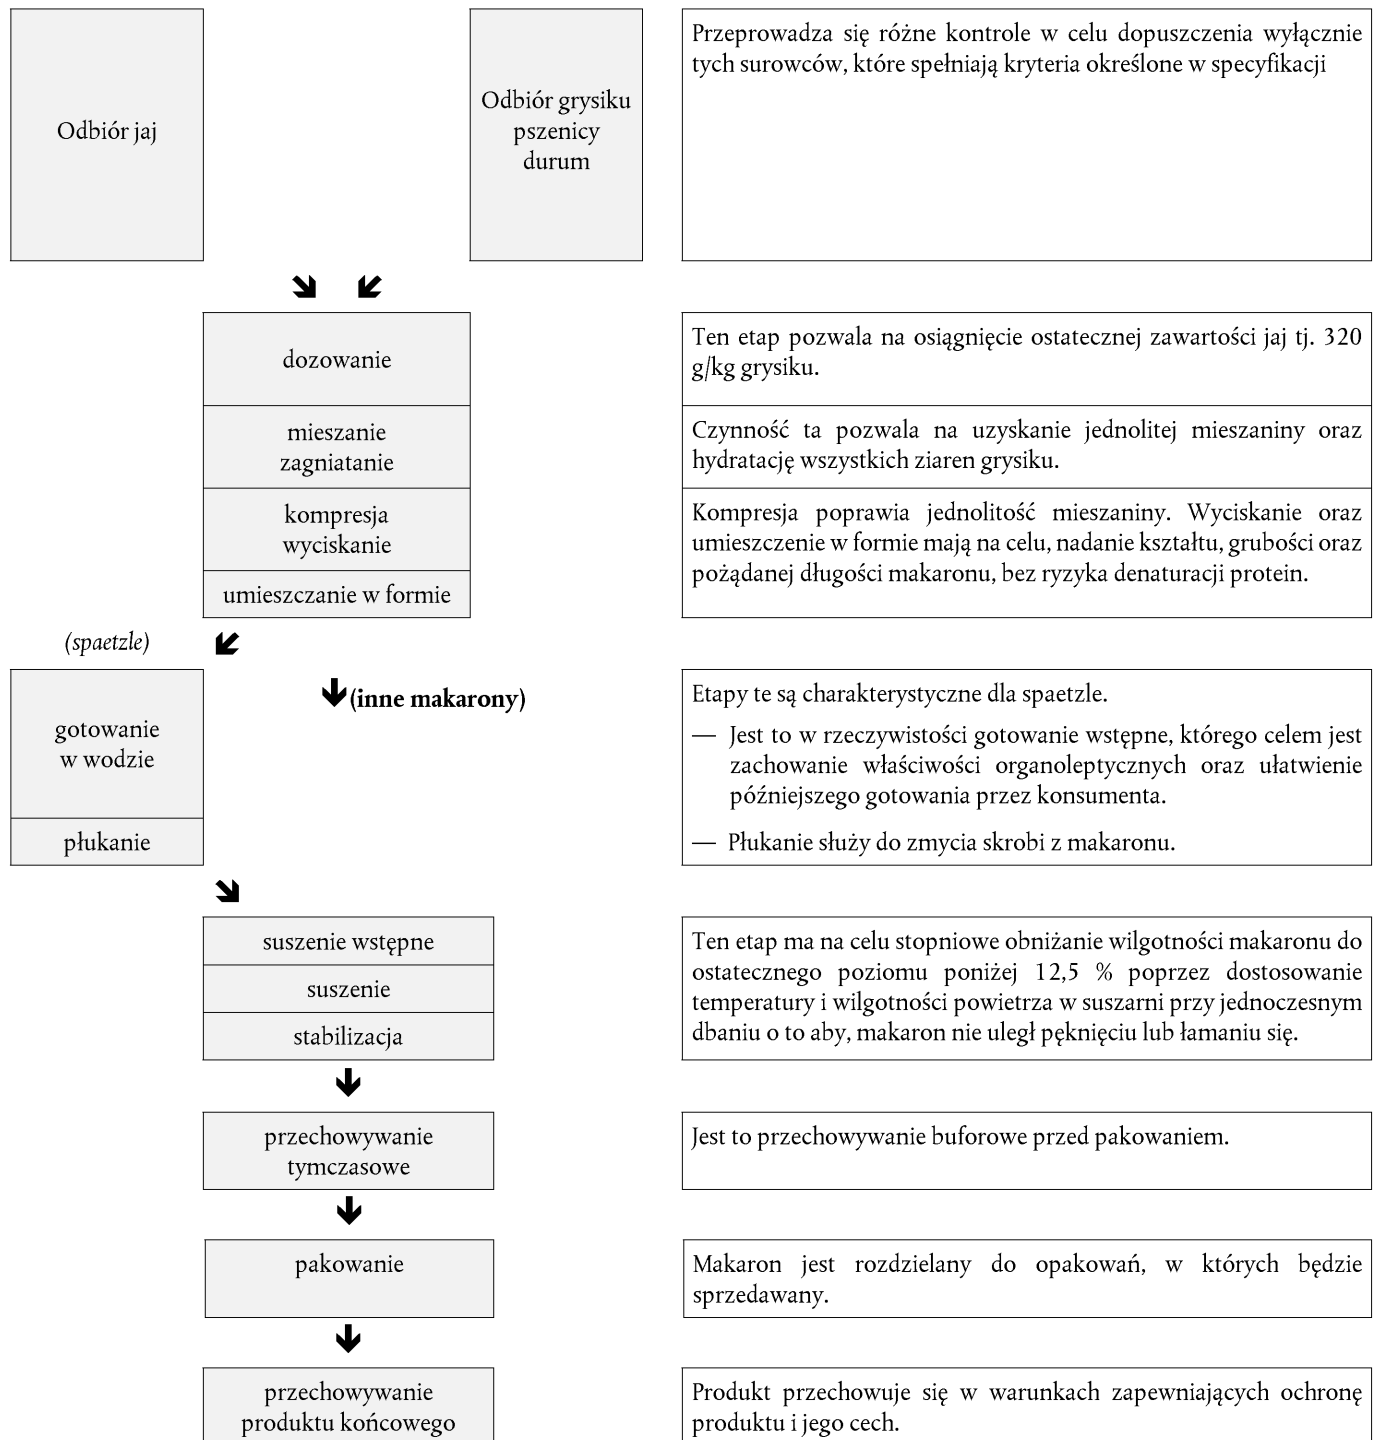 Odbiór jaj
Odbiór grysiku
pszenicy
durum
Przeprowadza się różne kontrole w celu dopuszczenia wyłącznie
tych surowców, które spełniają kryteria określone w specyfikacji
dozowanie
Ten etap pozwala na osiągnięcie ostatecznej zawartości jaj tj. 320
g/kg grysiku.
mieszanie
zagniatanie
Czynność ta pozwala na uzyskanie jednolitej mieszaniny oraz
hydratację wszystkich ziaren grysiku.
kompresja
wyciskanie
umieszczanie w formie
Kompresja poprawia jednolitość mieszaniny. Wyciskanie oraz
umieszczenie w formie mają na celu, nadanie kształtu, grubości oraz
pożądanej długości makaronu, bez ryzyka denaturacji protein.
(spaetzle)
(inne makarony)
gotowanie
w wodzie
płukanie
Etapy te są charakterystyczne dla spaetzle.
— Jest to w rzeczywistości gotowanie wstępne, którego celem jest
zachowanie właściwości organoleptycznych oraz ułatwienie
późniejszego gotowania przez konsumenta.
— Płukanie służy do zmycia skrobi z makaronu.
suszenie wstępne
suszenie
stabilizacja
Ten etap ma na celu stopniowe obniżanie wilgotności makaronu do
ostatecznego poziomu poniżej 12,5 % poprzez dostosowanie
temperatury i wilgotności powietrza w suszarni przy jednoczesnym
dbaniu o to aby, makaron nie uległ pęknięciu lub łamaniu się.
przechowywanie
tymczasowe
Jest to przechowywanie buforowe przed pakowaniem.
pakowanie
Makaron jest rozdzielany do opakowań, w których będzie
sprzedawany.
przechowywanie
produktu końcowego
Produkt przechowuje się w warunkach zapewniających ochronę
produktu i jego cech.